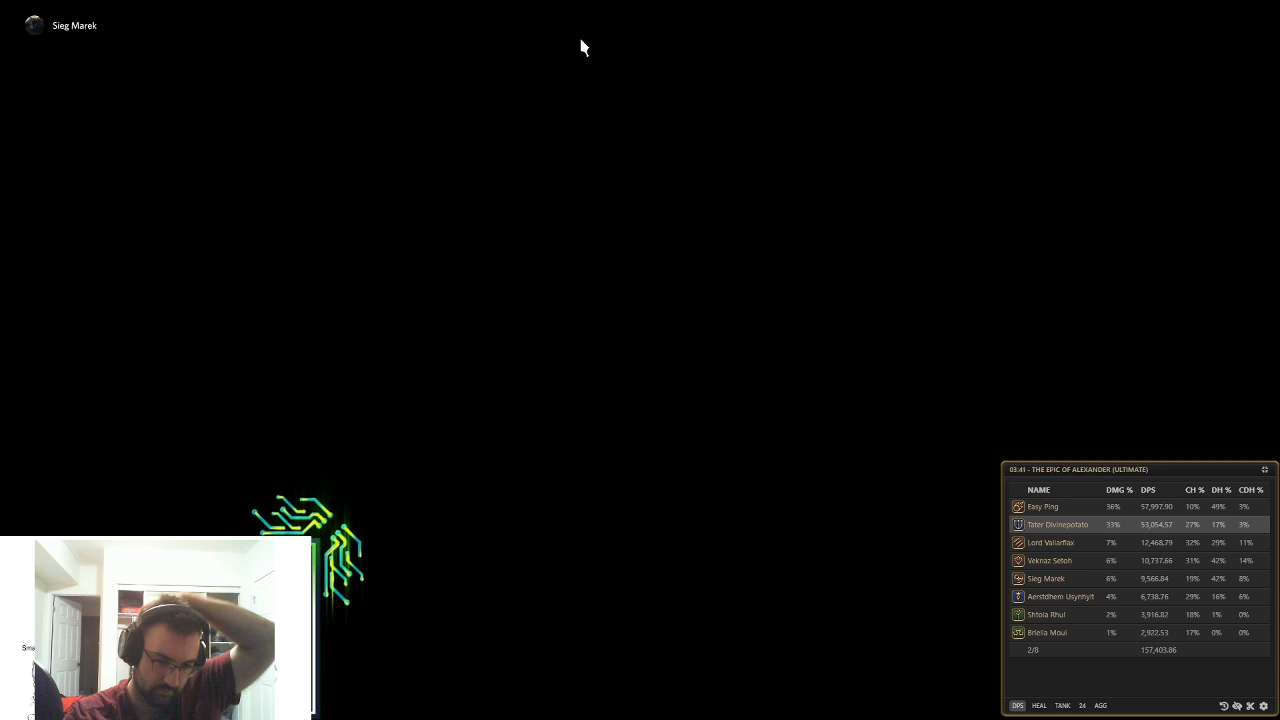 Sieg Marek
03:41 - THE EPIC OF ALEXANDER (ULTIMATE)
NAME DMG % DPS CH % DH % CDH %
Easy Ping 36% 57,997.90 10% 49% 3%
Tater Divinepotato 33% 53,054.57 27% 17% 3%
Lord Vallarflax 7% 12,468.79 32% 29% 11%
Veknaz Setoh 6% 10,737.66 31% 42% 14%
Sieg Marek 6% 9,566.84 19% 42% 8%
Aerstdhem Usynhyit 4% 6,738.76 29% 16% 6%
Shtola Rhul 2% 3,916.82 18% 1% 0%
Briella Moui 1% 2,922.53 17% 0% 0%
2/8 157,403.86
DPS HEAL TANK 24 AGG
Sma